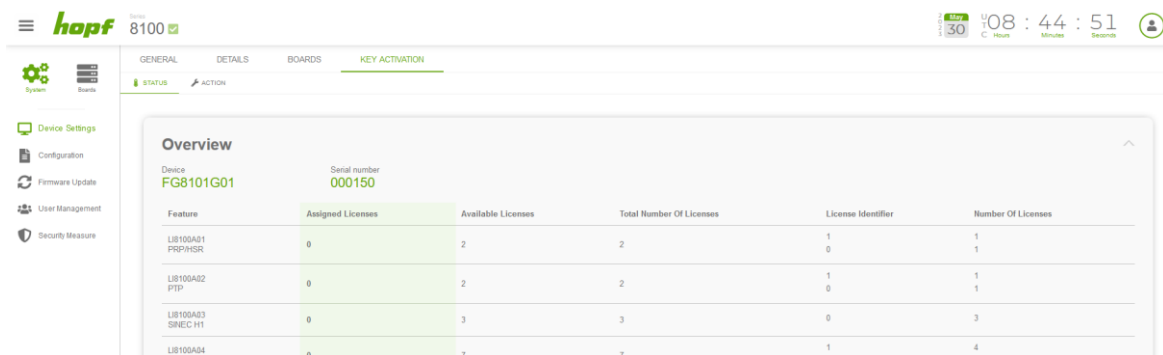 hopf
Series
8100
2023
May
30
UTC
08 : 44 : 51
Hours Minutes Seconds
System Boards
GENERAL DETAILS BOARDS KEY ACTIVATION
STATUS ACTION
Device Settings
Configuration
Firmware Update
User Management
Security Measure
Overview
Device Serial number
FG8101G01 000150
Feature Assigned Licenses Available Licenses Total Number Of Licenses License Identifier Number Of Licenses
LI8100A01 1 1
PRP/HSR 0 2 2 0 1
LI8100A02 1 1
PTP 0 2 2 0 1
LI8100A03
SINEC H1 0 3 3 0 3
LI8100A04 1 4